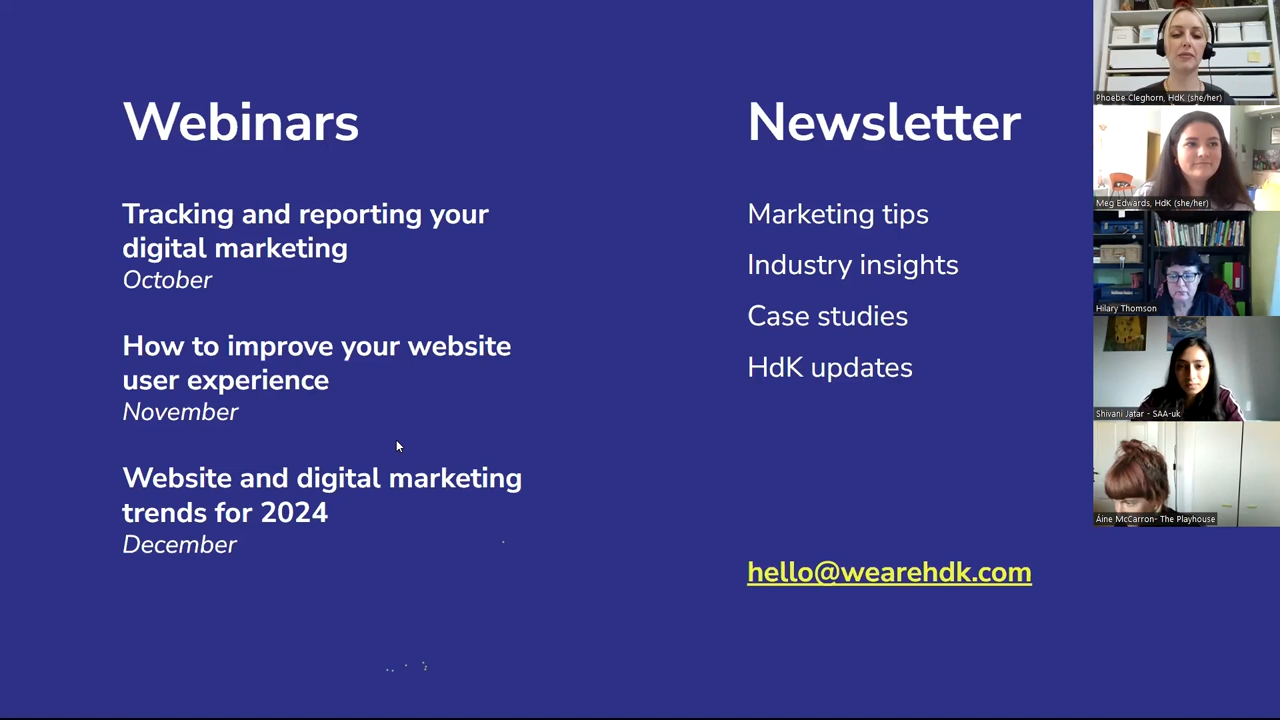 Webinars
Tracking and reporting your
digital marketing
October
How to improve your website
user experience
November
Website and digital marketing
trends for 2024
December
Newsletter
Marketing tips
Industry insights
Case studies
HdK updates
hello@wearehdk.com
Phoebe Cleghorn, HdK (she/her)
Meg Edwards, HdK (she/her)
Hilary Thomson
Shivani Jatar - SAA-uk
Áine McCarron- The Playhouse